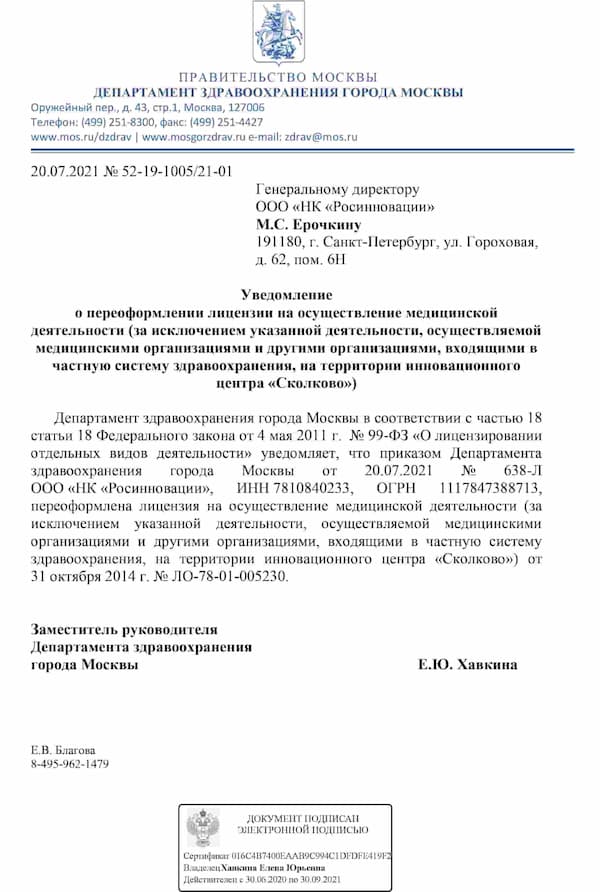 ПРАВИТЕЛЬСТВО МОСКВЫ
ДЕПАРТАМЕНТ ЗДРАВООХРАНЕНИЯ ГОРОДА МОСКВЫ
Оружейный пер., д. 43, стр.1, Москва, 127006
Телефон: (499) 251-8300, факс: (499) 251-4427
www.mos.ru/dzdrav | www.mosgorzdrav.ru e-mail: zdrav@mos.ru
20.07.2021 № 52-19-1005/21-01
Генеральному директору
ООО «НК «Росинновации»
М.С. Ерочкину
191180, г. Санкт-Петербург, ул. Гороховая,
д. 62, пом. 6Н
Уведомление
о переоформлении лицензии на осуществление медицинской
деятельности (за исключением указанной деятельности, осуществляемой
медицинскими организациями и другими организациями, входящими в
частную систему здравоохранения, на территории инновационного
центра «Сколково»)
Департамент здравоохранения города Москвы в соответствии с частью 18
статьи 18 Федерального закона от 4 мая 2011 г. № 99-ФЗ «О лицензировании
отдельных видов деятельности» уведомляет, что приказом Департамента
здравоохранения города Москвы от 20.07.2021 № 638-Л
ООО «НК «Росинновации», ИНН 7810840233, ОГРН 1117847388713,
переоформлена лицензия на осуществление медицинской деятельности (за
исключением указанной деятельности, осуществляемой медицинскими
организациями и другими организациями, входящими в частную систему
здравоохранения, на территории инновационного центра «Сколково») от
31 октября 2014 г. № ЛО-78-01-005230.
Заместитель руководителя
Департамента здравоохранения
города Москвы Е.Ю. Хавкина
Е.В. Благова
8-495-962-1479
ДОКУМЕНТ ПОДПИСАН
ЭЛЕКТРОННОЙ ПОДПИСЬЮ
Сертификат 016C4B7400EAAB9C994C1DFDFE419F2
Владелец Хавкина Елена Юрьевна
Действителен с 30.06.2020 по 30.09.2021